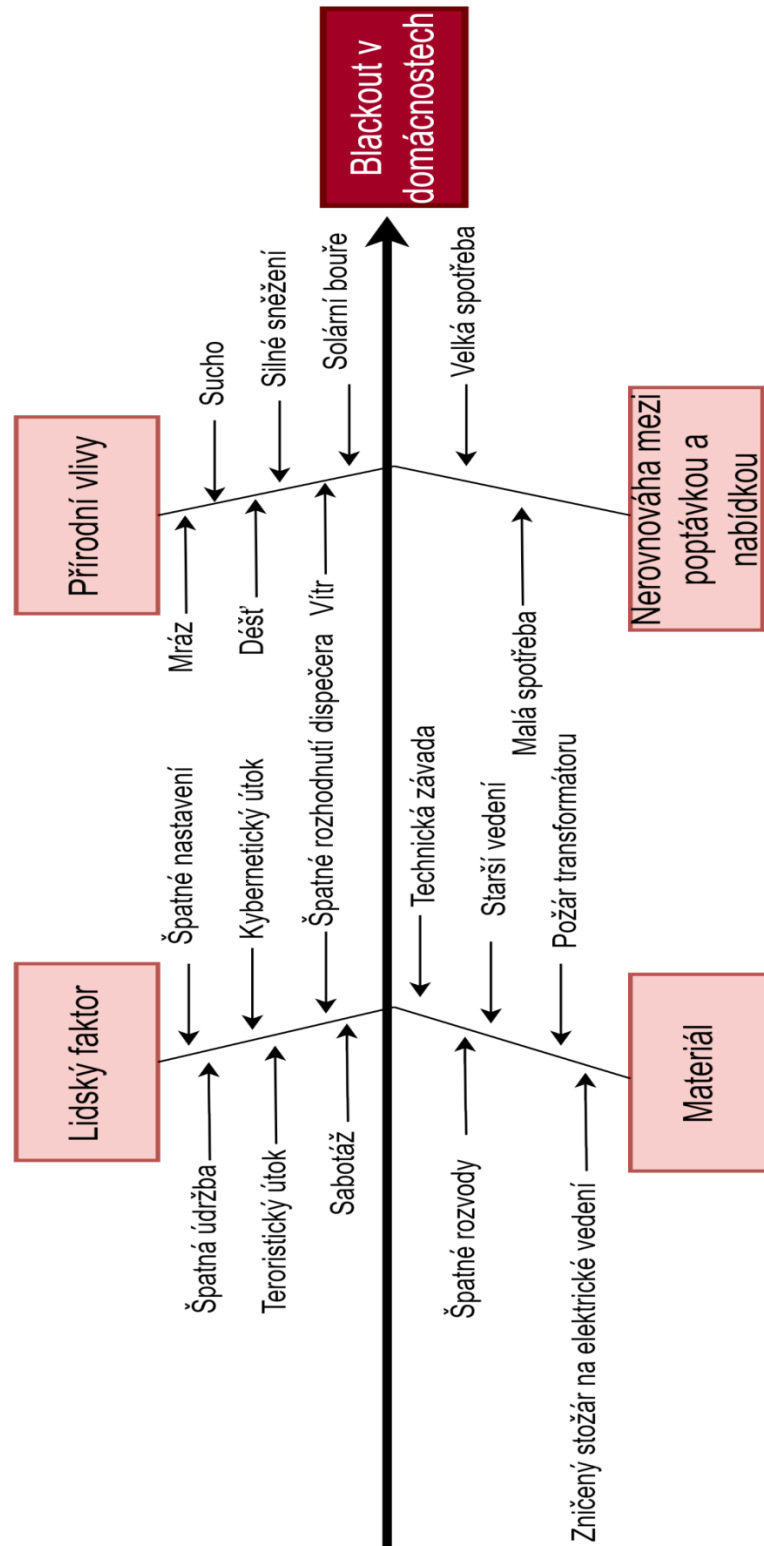 Blackout v
domácnostech
Lidský faktor
Přírodní vlivy
Špatné nastavení
Mráz
Sucho
Špatná údržba
Kybernetický útok
Déšť
Silné sněžení
Teroristický útok
Špatné rozhodnutí dispečera
Vítr
Solární bouře
Sabotáž
Technická závada
Velká spotřeba
Špatné rozvody
Starší vedení
Malá spotřeba
Požár transformátoru
Zničený stožár na elektrické vedení
Materiál
Nerovnováha mezi
poptávkou a
nabídkou